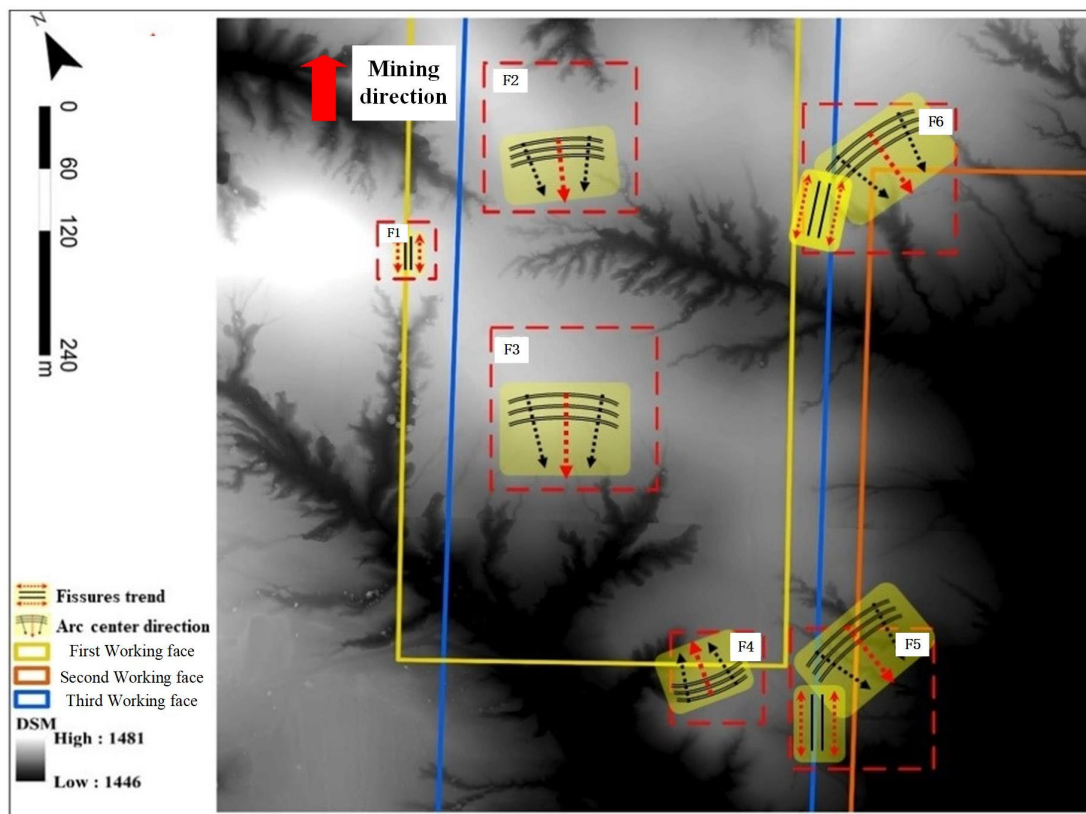 N
0
60
120
240
m
Mining
direction
F1
F2
F3
F4
F5
F6
Fissures trend
Arc center direction
First Working face
Second Working face
Third Working face
DSM
High : 1481
Low : 1446